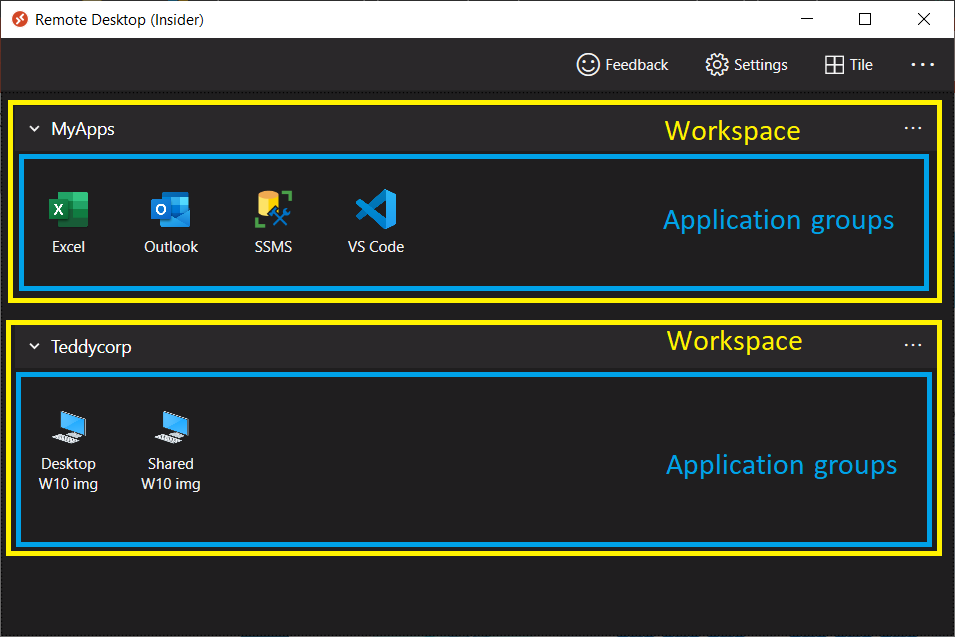 Remote Desktop (Insider)
Feedback Settings Tile
MyApps
Workspace
Application groups
X
O
Excel Outlook SSMS VS Code
Teddycorp
Workspace
Application groups
Desktop
W10 img
Shared
W10 img